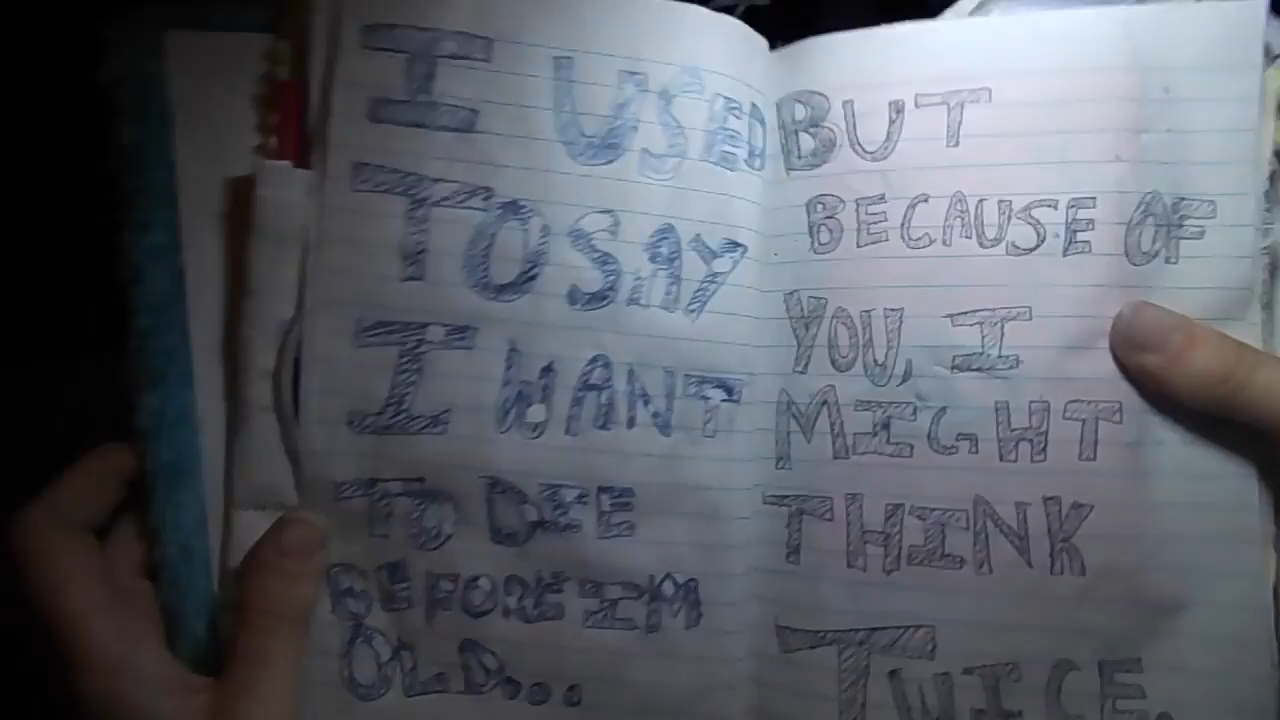 I USED
TO SAY
I WANT
TO DIE
BEFORE IM
OLD...
BUT
BECAUSE OF
YOU, I
MIGHT
THINK
TWICE.